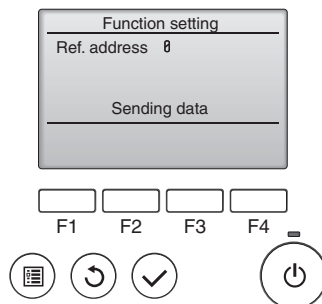 Function setting
Ref. address 0
Sending data
F1 F2 F3 F4